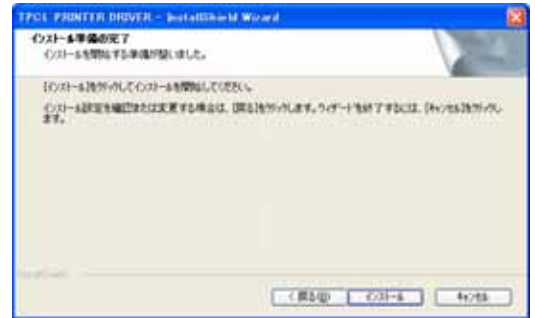 TPCL PRINTER DRIVER - InstallShield Wizard
インストール準備の完了
インストールを開始する準備が整いました。
[インストール]をクリックしてインストールを開始してください。
インストール設定を確認または変更する場合は、[戻る]をクリックします。ウィザードを終了するには、[キャンセル]をクリックし
ます。
InstallShield
< 戻る(B)
インストール
キャンセル